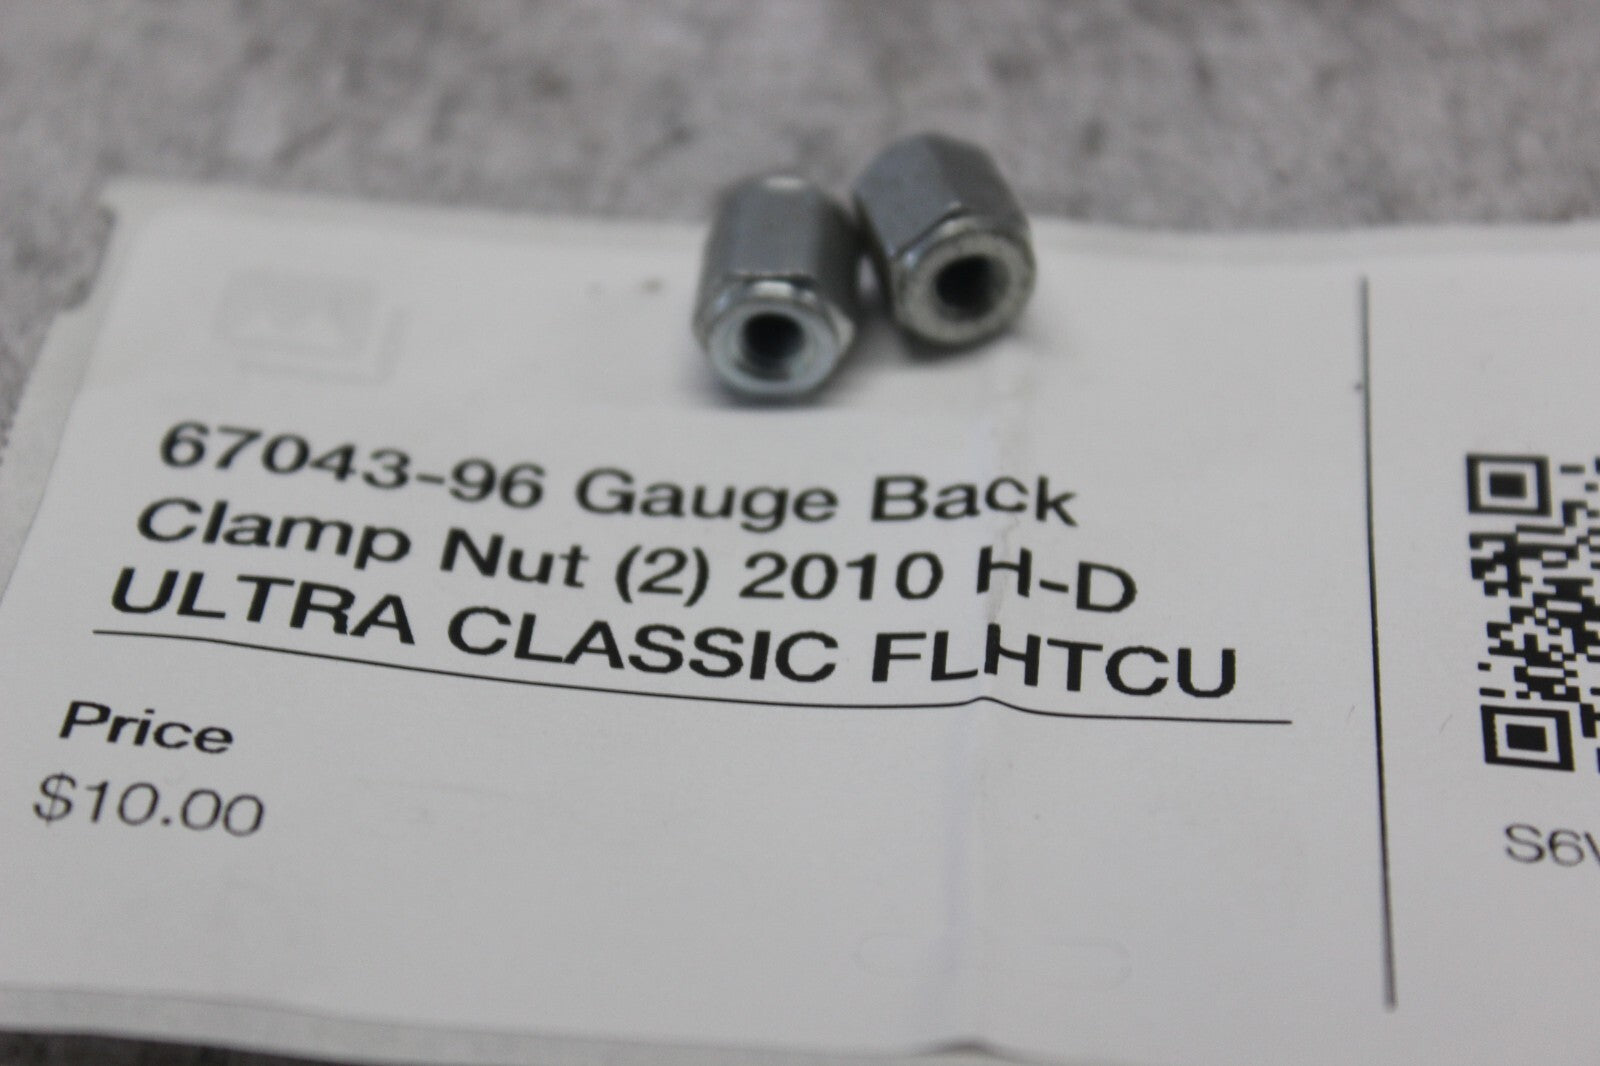 67043-96 Gauge Back
Clamp Nut (2) 2010 H-D
ULTRA CLASSIC FLHTCU
Price
$10.00